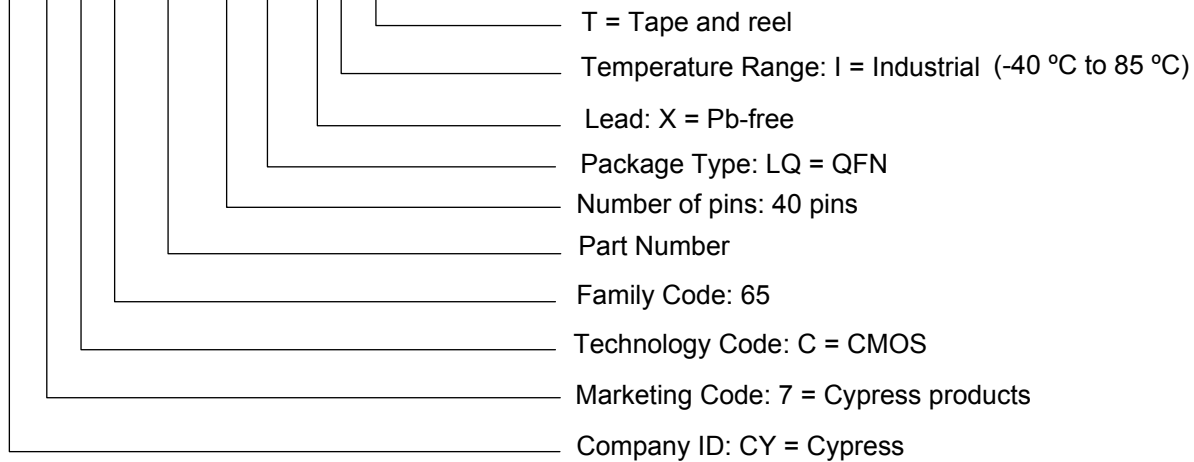 T = Tape and reel
Temperature Range: I = Industrial (-40 ºC to 85 ºC)
Lead: X = Pb-free
Package Type: LQ = QFN
Number of pins: 40 pins
Part Number
Family Code: 65
Technology Code: C = CMOS
Marketing Code: 7 = Cypress products
Company ID: CY = Cypress